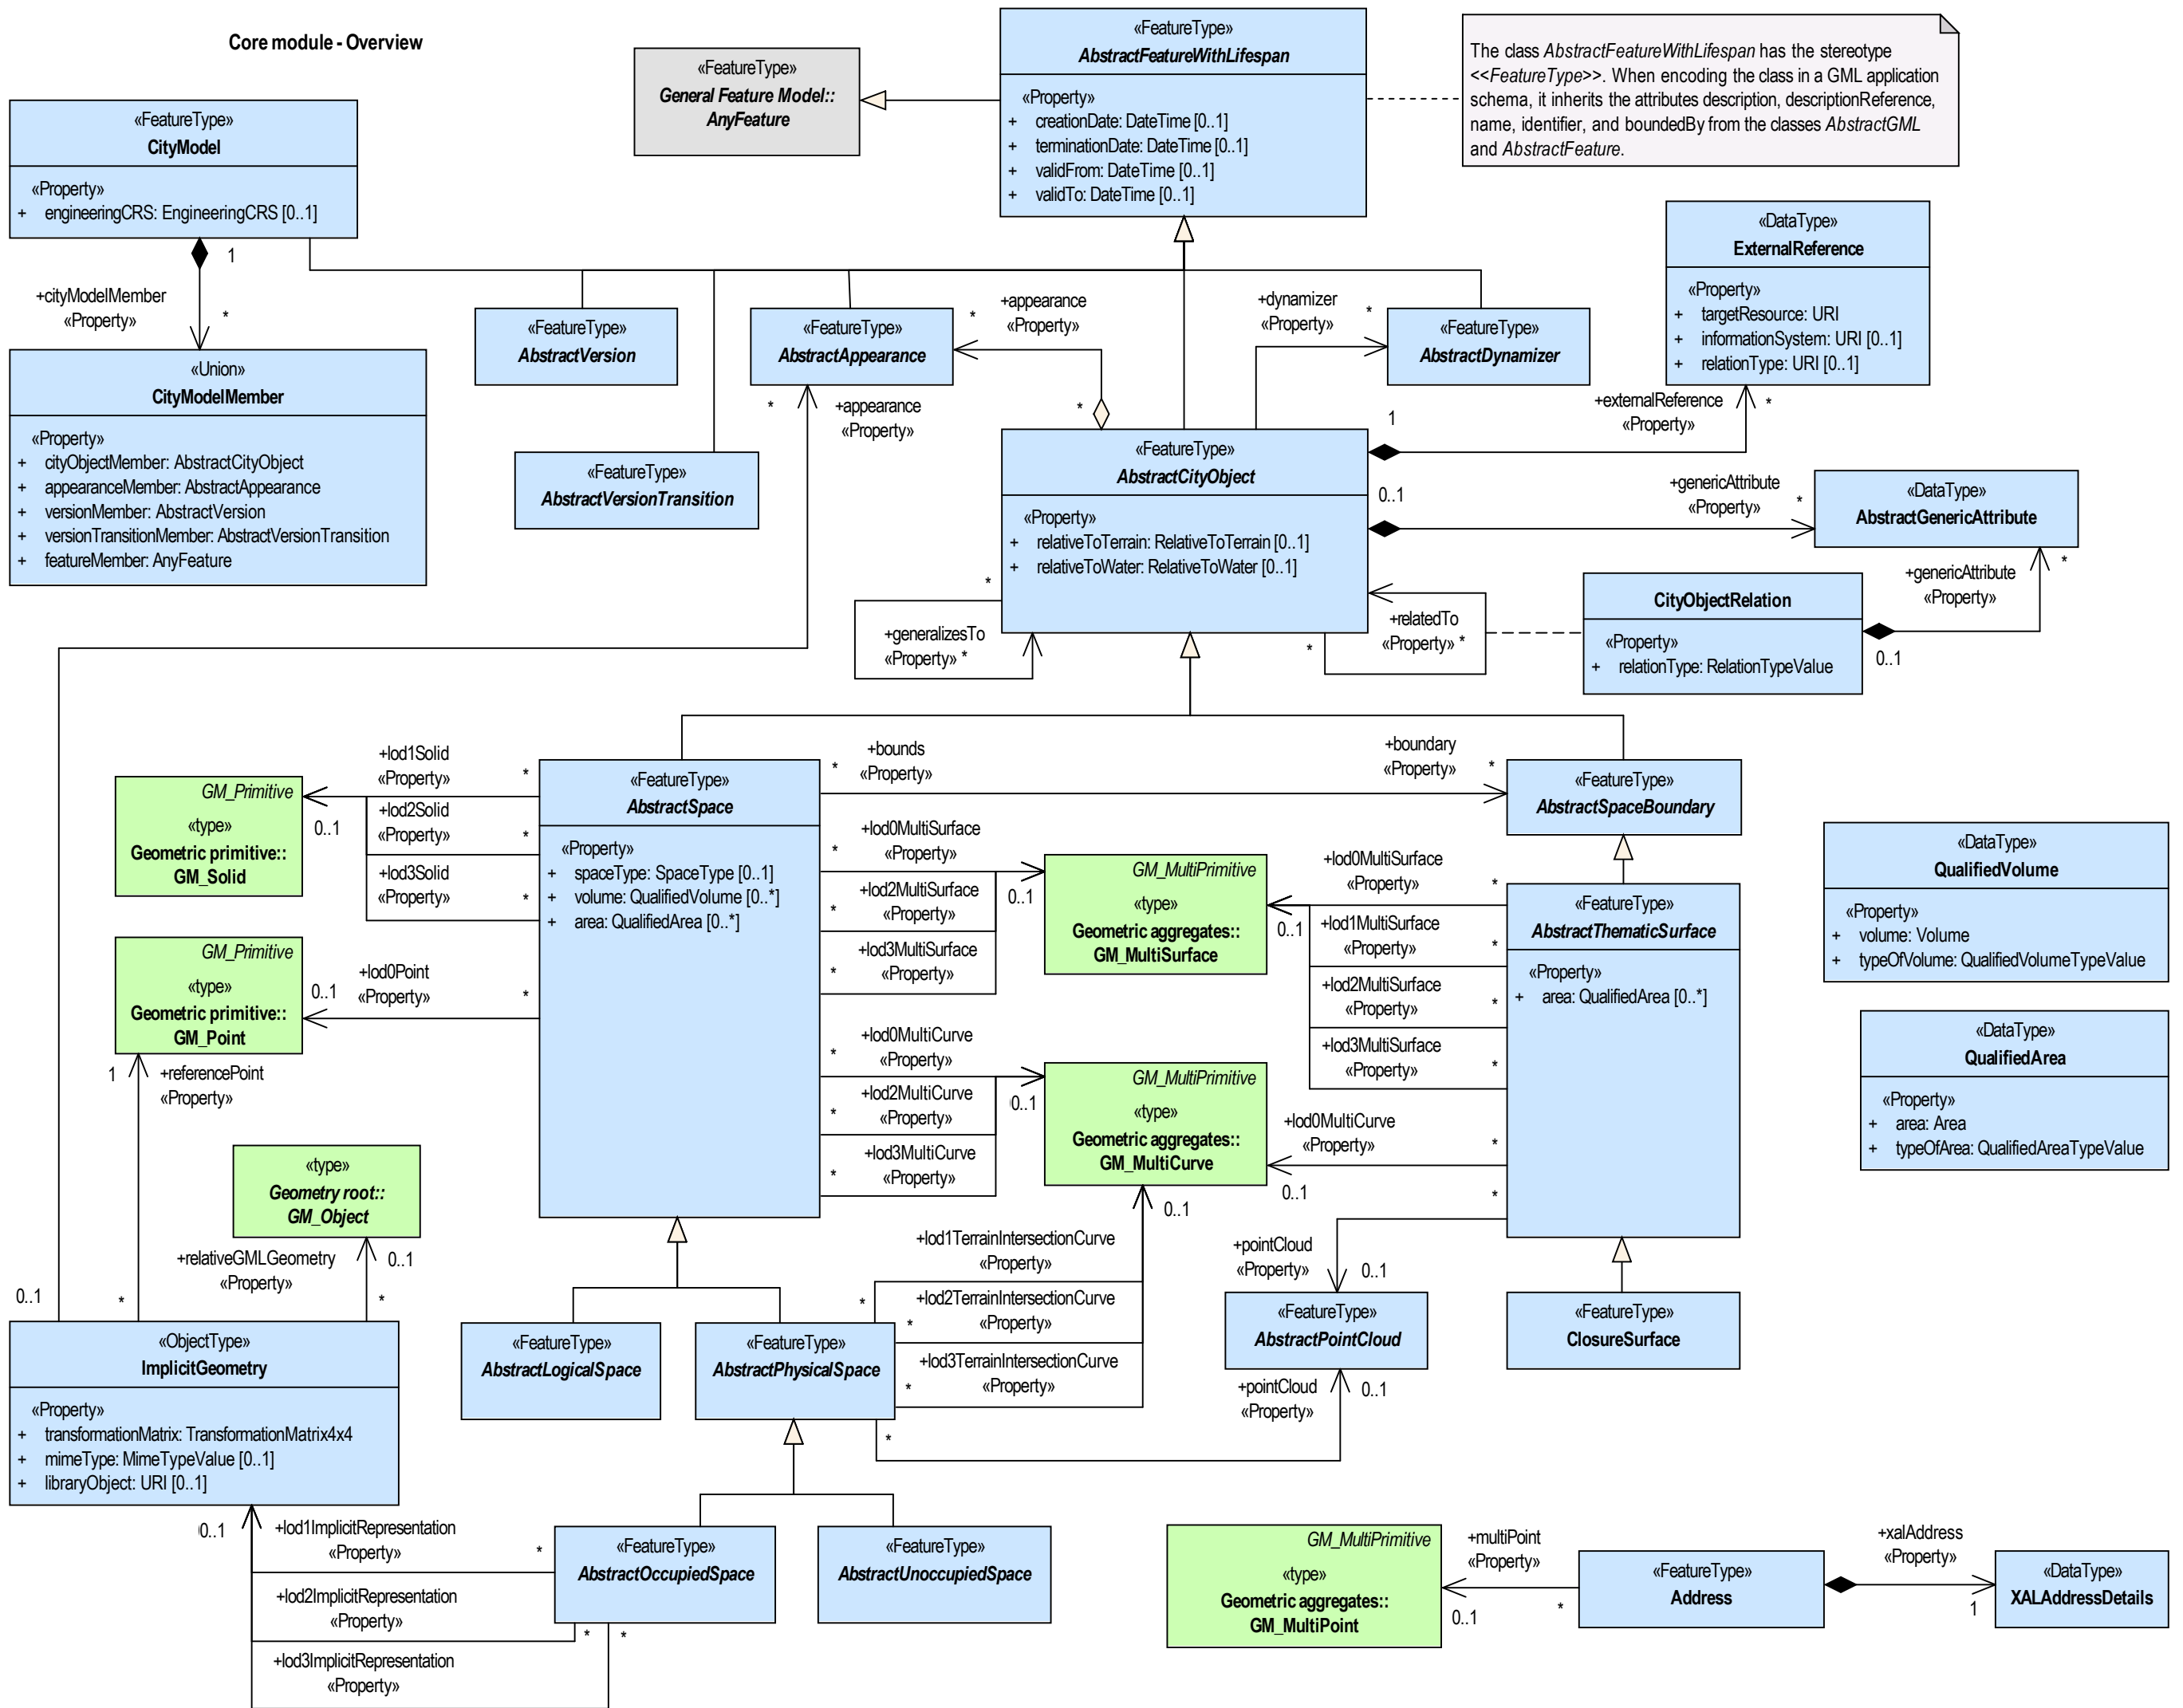 Core module - Overview
«FeatureType»
General Feature Model::
AnyFeature
«FeatureType»
AbstractFeatureWithLifespan
«Property»
+ creationDate: DateTime [0..1]
+ terminationDate: DateTime [0..1]
+ validFrom: DateTime [0..1]
+ validTo: DateTime [0..1]
The class AbstractFeatureWithLifespan has the stereotype
<<FeatureType>>. When encoding the class in a GML application
schema, it inherits the attributes description, descriptionReference,
name, identifier, and boundedBy from the classes AbstractGML
and AbstractFeature.
«FeatureType»
CityModel
«Property»
+ engineeringCRS: EngineeringCRS [0..1]
1
+cityModelMember
«Property»
*
«Union»
CityModelMember
«Property»
+ cityObjectMember: AbstractCityObject
+ appearanceMember: AbstractAppearance
+ versionMember: AbstractVersion
+ versionTransitionMember: AbstractVersionTransition
+ featureMember: AnyFeature
«FeatureType»
AbstractVersion
«FeatureType»
AbstractVersionTransition
«FeatureType»
AbstractAppearance
+appearance
«Property»
*
*
* +appearance
«Property»
+dynamizer
«Property»
*
«FeatureType»
AbstractDynamizer
«DataType»
ExternalReference
«Property»
+ targetResource: URI
+ informationSystem: URI [0..1]
+ relationType: URI [0..1]
+externalReference
«Property»
*
1
«FeatureType»
AbstractCityObject
«Property»
+ relativeToTerrain: RelativeToTerrain [0..1]
+ relativeToWater: RelativeToWater [0..1]
0..1
+genericAttribute
«Property»
*
«DataType»
AbstractGenericAttribute
*
+generalizesTo
«Property» *
+relatedTo
«Property» *
*
CityObjectRelation
«Property»
+ relationType: RelationTypeValue
+genericAttribute
«Property»
*
0..1
+lod1Solid
«Property»
*
+lod2Solid
«Property»
*
+lod3Solid
«Property»
*
0..1
GM_Primitive
«type»
Geometric primitive::
GM_Solid
«FeatureType»
AbstractSpace
«Property»
+ spaceType: SpaceType [0..1]
+ volume: QualifiedVolume [0..*]
+ area: QualifiedArea [0..*]
+bounds
* «Property»
+boundary
«Property»
*
«FeatureType»
AbstractSpaceBoundary
+lod0MultiSurface
* «Property»
+lod2MultiSurface
* «Property»
+lod3MultiSurface
* «Property»
0..1
GM_MultiPrimitive
«type»
Geometric aggregates::
GM_MultiSurface
0..1
+lod0MultiSurface
«Property»
*
+lod1MultiSurface
«Property»
*
+lod2MultiSurface
«Property»
*
+lod3MultiSurface
«Property»
*
«FeatureType»
AbstractThematicSurface
«Property»
+ area: QualifiedArea [0..*]
«DataType»
QualifiedVolume
«Property»
+ volume: Volume
+ typeOfVolume: QualifiedVolumeTypeValue
«DataType»
QualifiedArea
«Property»
+ area: Area
+ typeOfArea: QualifiedAreaTypeValue
GM_Primitive
«type»
Geometric primitive::
GM_Point
+lod0Point
0..1 «Property» *
1 +referencePoint
«Property»
*
+lod0MultiCurve
* «Property»
+lod2MultiCurve
* «Property»
+lod3MultiCurve
* «Property»
0..1
GM_MultiPrimitive
«type»
Geometric aggregates::
GM_MultiCurve
+lod0MultiCurve
«Property»
*
0..1
«type»
Geometry root::
GM_Object
+relativeGMLGeometry
«Property»
0..1
*
0..1
«ObjectType»
ImplicitGeometry
«Property»
+ transformationMatrix: TransformationMatrix4x4
+ mimeType: MimeTypeValue [0..1]
+ libraryObject: URI [0..1]
«FeatureType»
AbstractLogicalSpace
«FeatureType»
AbstractPhysicalSpace
0..1
+lod1TerrainIntersectionCurve
«Property»
*
+lod2TerrainIntersectionCurve
* «Property»
+lod3TerrainIntersectionCurve
* «Property»
*
+pointCloud
«Property»
0..1
«FeatureType»
AbstractPointCloud
+pointCloud
«Property»
0..1
*
«FeatureType»
ClosureSurface
0..1
+lod1ImplicitRepresentation
«Property»
*
+lod2ImplicitRepresentation
«Property»
*
+lod3ImplicitRepresentation
«Property»
*
«FeatureType»
AbstractOccupiedSpace
«FeatureType»
AbstractUnoccupiedSpace
GM_MultiPrimitive
«type»
Geometric aggregates::
GM_MultiPoint
+multiPoint
«Property»
0..1
*
«FeatureType»
Address
+xalAddress
«Property»
1
«DataType»
XALAddressDetails